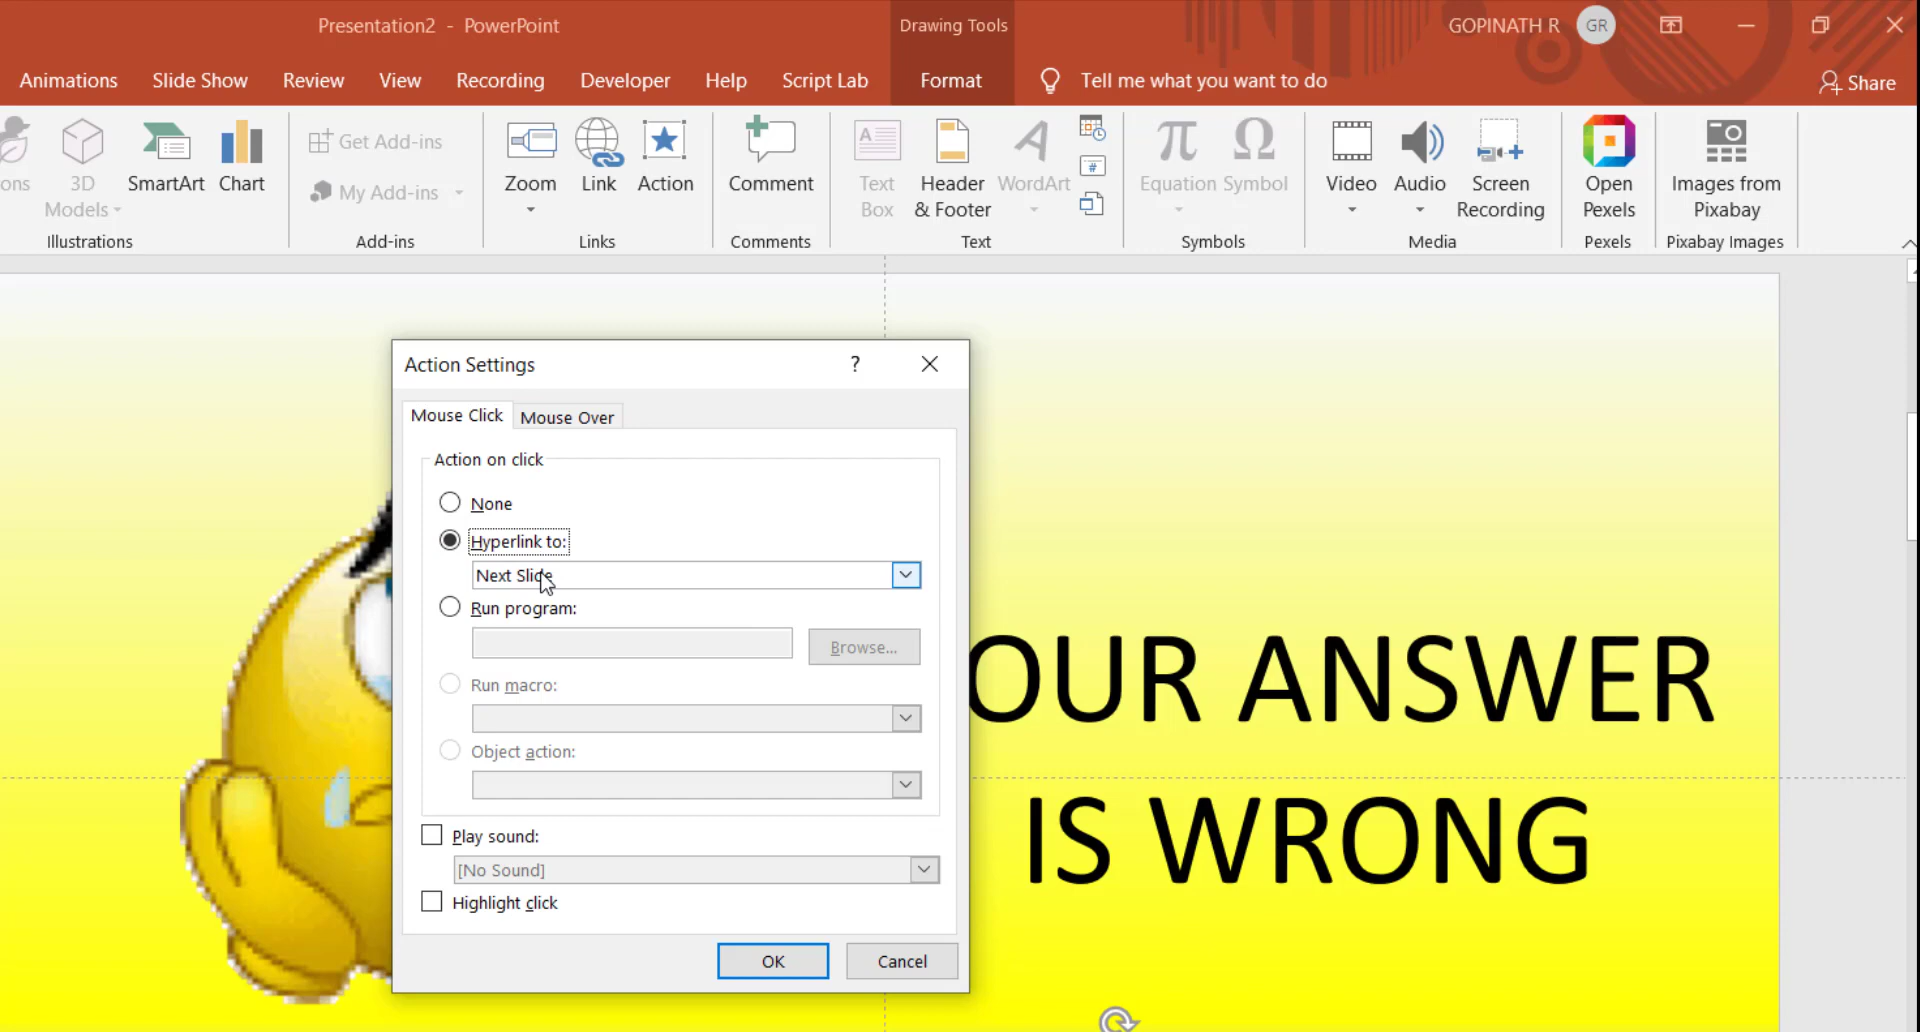 Presentation2 - PowerPoint
Drawing Tools
GOPINATH R
GR
Animations
Slide Show
Review
View
Recording
Developer
Help
Script Lab
Format
Tell me what you want to do
Share
ons
3D
Models
SmartArt
Chart
Get Add-ins
My Add-ins
Zoom
Link
Action
Comment
A
Text
Box
Header
& Footer
WordArt
#
π
Equation
Ω
Symbol
Video
Audio
Screen
Recording
Open
Pexels
Images from
Pixabay
Illustrations
Add-ins
Links
Comments
Text
Symbols
Media
Pexels
Pixabay Images
Action Settings
?
Mouse Click
Mouse Over
Action on click
None
Hyperlink to:
Next Slide
Run program:
Browse...
Run macro:
Object action:
Play sound:
[No Sound]
Highlight click
OK
Cancel
OUR ANSWER
IS WRONG